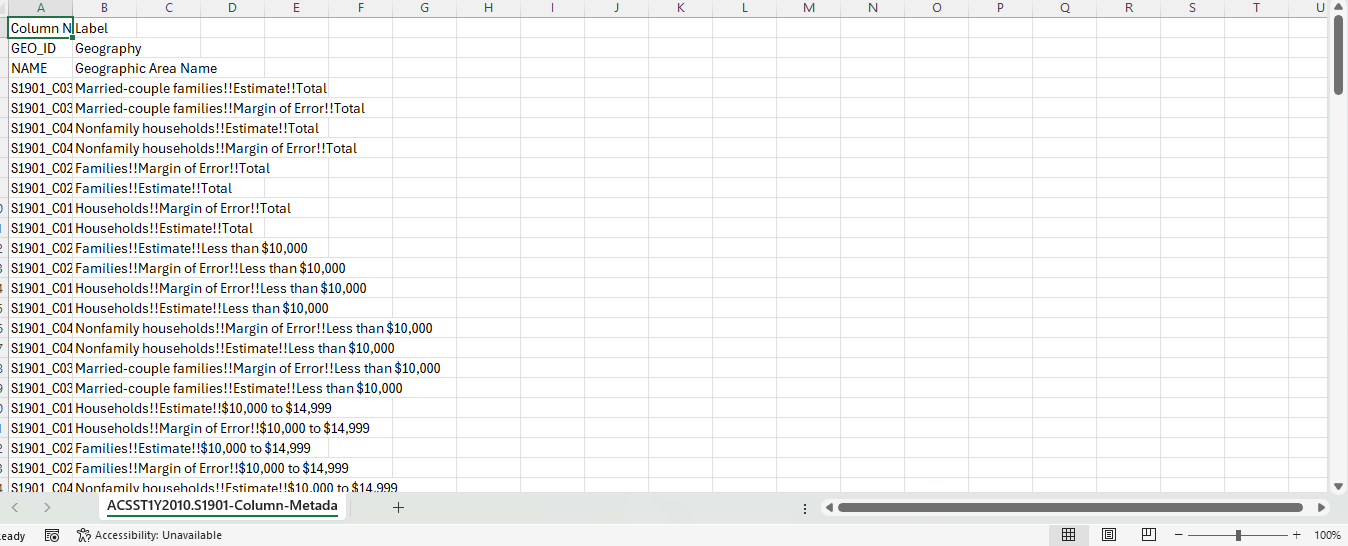 A B C D E F G H I J K L M N O P Q R S T U
Column N Label
GEO_ID Geography
NAME Geographic Area Name
S1901_C03 Married-couple families!!Estimate!!Total
S1901_C03 Married-couple families!!Margin of Error!!Total
S1901_C04 Nonfamily households!!Estimate!!Total
S1901_C04 Nonfamily households!!Margin of Error!!Total
S1901_C02 Families!!Margin of Error!!Total
S1901_C02 Families!!Estimate!!Total
S1901_C01 Households!!Margin of Error!!Total
S1901_C01 Households!!Estimate!!Total
S1901_C02 Families!!Estimate!!Less than $10,000
S1901_C02 Families!!Margin of Error!!Less than $10,000
S1901_C01 Households!!Margin of Error!!Less than $10,000
S1901_C01 Households!!Estimate!!Less than $10,000
S1901_C04 Nonfamily households!!Margin of Error!!Less than $10,000
S1901_C04 Nonfamily households!!Estimate!!Less than $10,000
S1901_C03 Married-couple families!!Margin of Error!!Less than $10,000
S1901_C03 Married-couple families!!Estimate!!Less than $10,000
S1901_C01 Households!!Estimate!!$10,000 to $14,999
S1901_C01 Households!!Margin of Error!!$10,000 to $14,999
S1901_C02 Families!!Estimate!!$10,000 to $14,999
S1901_C02 Families!!Margin of Error!!$10,000 to $14,999
S1901_C04 Nonfamily households!!Estimate!!$10,000 to $14,999
ACSST1Y2010.S1901-Column-Metada
eady Accessibility: Unavailable 100%